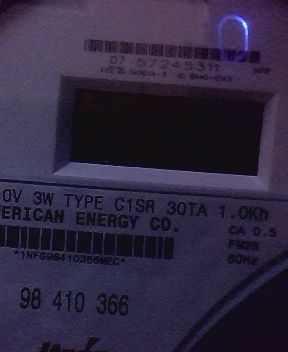 07 57245311
0V 3W TYPE C1SR 30TA 1.0Kh
ERICAN ENERGY CO.
CA 0.5
FM2S
60Hz
*1NFS98410366MEC*
98 410 366